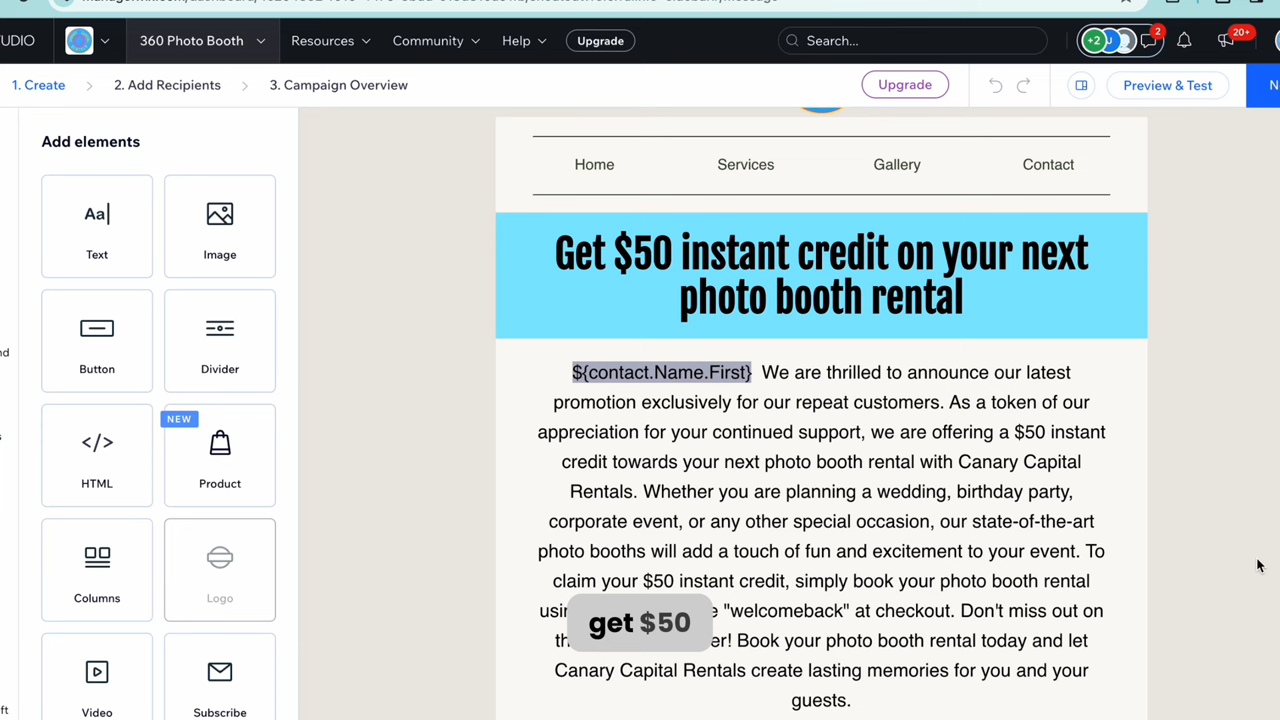 TUDIO
360 Photo Booth
Resources
Community
Help
Upgrade
Search...
+2
J
2
20+
1. Create
2. Add Recipients
3. Campaign Overview
Upgrade
Preview & Test
N
Add elements
Aa
Text
Image
Button
Divider
nd
NEW
</>
HTML
Product
s
Columns
Logo
Video
Subscribe
ft
Home
Services
Gallery
Contact
Get $50 instant credit on your next
photo booth rental
${contact.Name.First} We are thrilled to announce our latest
promotion exclusively for our repeat customers. As a token of our
appreciation for your continued support, we are offering a $50 instant
credit towards your next photo booth rental with Canary Capital
Rentals. Whether you are planning a wedding, birthday party,
corporate event, or any other special occasion, our state-of-the-art
photo booths will add a touch of fun and excitement to your event. To
claim your $50 instant credit, simply book your photo booth rental
"welcomeback" at checkout. Don't miss out on
Book your photo booth rental today and let
Canary Capital Rentals create lasting memories for you and your
guests.
get $50